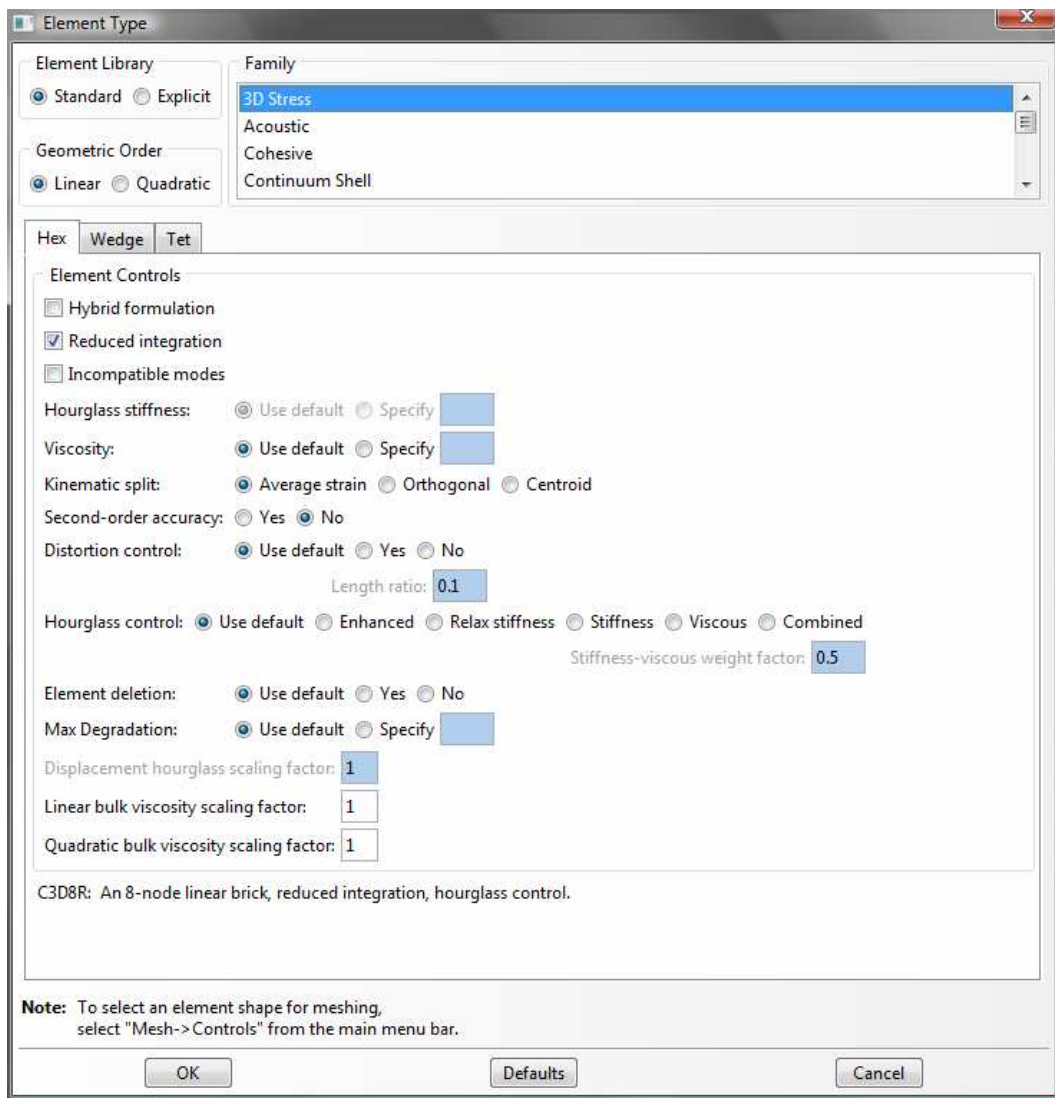 Element Type
Element Library
Standard Explicit
Family
3D Stress
Acoustic
Cohesive
Continuum Shell
Geometric Order
Linear Quadratic
Hex Wedge Tet
Element Controls
Hybrid formulation
Reduced integration
Incompatible modes
Hourglass stiffness: Use default Specify
Viscosity: Use default Specify
Kinematic split: Average strain Orthogonal Centroid
Second-order accuracy: Yes No
Distortion control: Use default Yes No
Length ratio: 0.1
Hourglass control: Use default Enhanced Relax stiffness Stiffness Viscous Combined
Stiffness-viscous weight factor: 0.5
Element deletion: Use default Yes No
Max Degradation: Use default Specify
Displacement hourglass scaling factor: 1
Linear bulk viscosity scaling factor: 1
Quadratic bulk viscosity scaling factor: 1
C3D8R: An 8-node linear brick, reduced integration, hourglass control.
Note: To select an element shape for meshing,
select "Mesh->Controls" from the main menu bar.
OK Defaults Cancel